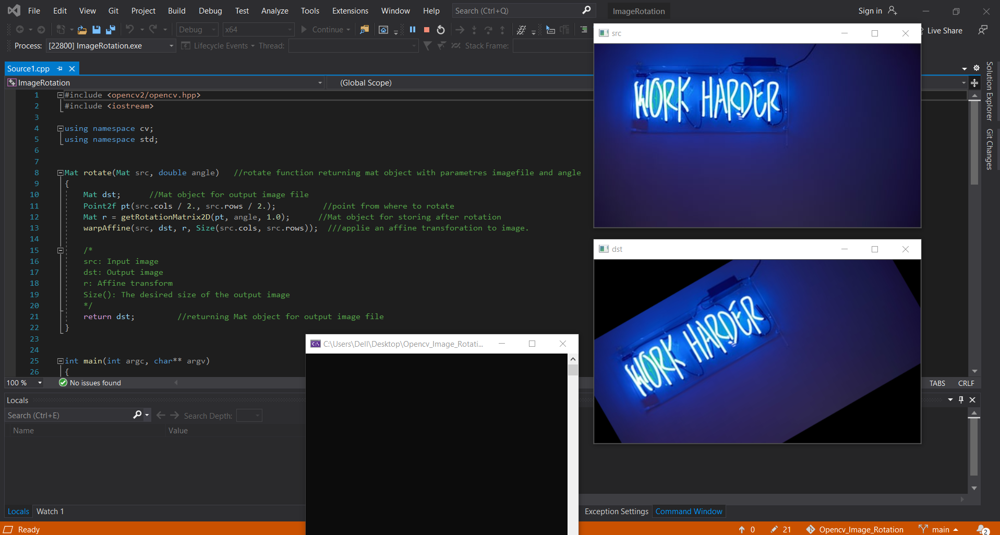 File Edit View Git Project Build Debug Test Analyze Tools Extensions Window Help Search (Ctrl+Q) ImageRotation Sign in
Debug x64 Continue Live Share
Process: [22800] ImageRotation.exe Lifecycle Events Thread: Stack Frame:
Source1.cpp
ImageRotation (Global Scope)
1 #include <opencv2/opencv.hpp>
2 #include <iostream>
3
4 using namespace cv;
5 using namespace std;
6
7
8 Mat rotate(Mat src, double angle) //rotate function returning mat object with parametres imagefile and angle
9 {
10 Mat dst; //Mat object for output image file
11 Point2f pt(src.cols / 2., src.rows / 2.); //point from where to rotate
12 Mat r = getRotationMatrix2D(pt, angle, 1.0); //Mat object for storing after rotation
13 warpAffine(src, dst, r, Size(src.cols, src.rows)); ///applie an affine transforation to image.
14
15 /*
16 src: Input image
17 dst: Output image
18 r: Affine transform
19 Size(): The desired size of the output image
20 */
21 return dst; //returning Mat object for output image file
22 }
23
24
25 int main(int argc, char** argv)
26 {
100 % No issues found
TABS CRLF
src
WORK HARDER
dst
WORK HARDER
Solution Explorer
Git Changes
C:\Users\Dell\Desktop\Opencv_Image_Rotati...
Locals
Search (Ctrl+E) Search Depth:
Name Value
Locals Watch 1
Exception Settings Command Window
Ready 0 21 Opencv_Image_Rotation main 2